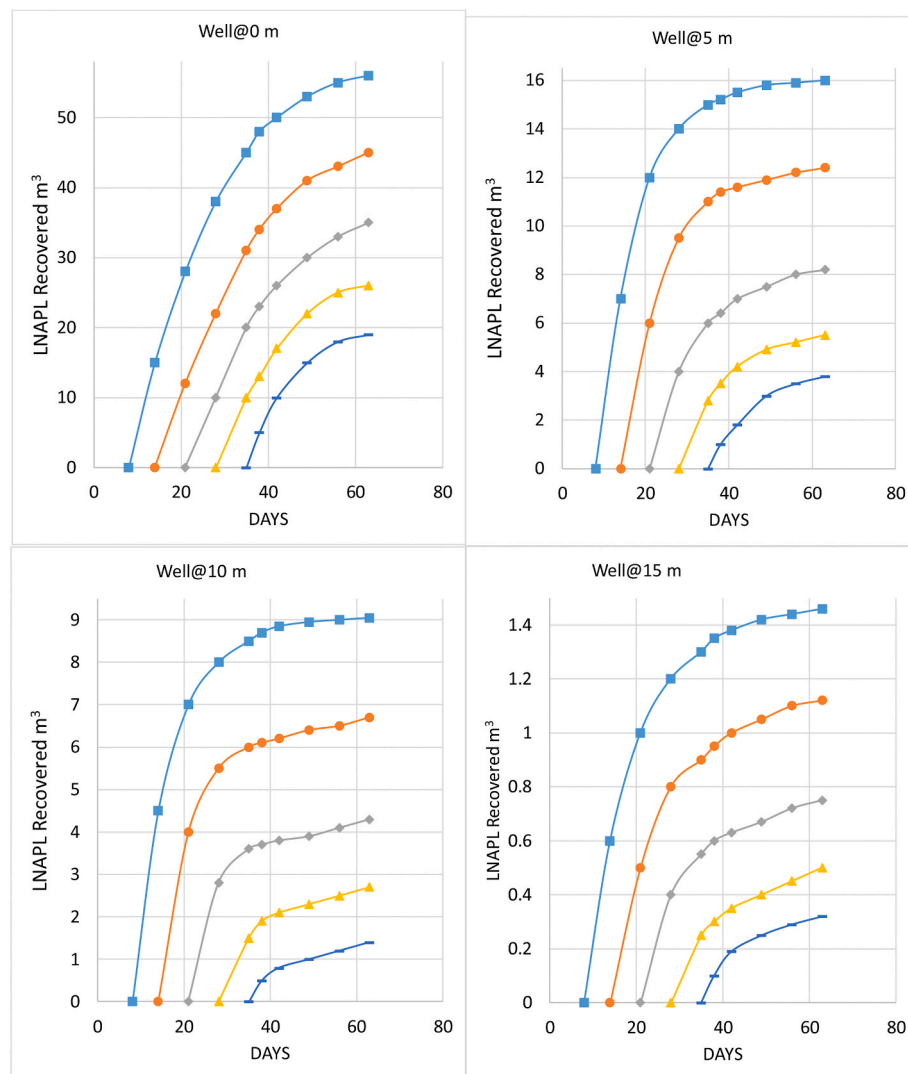 Well@0 m
LNAPL Recovered m³
50
40
30
20
10
0
0 20 40 60 80
DAYS
Well@5 m
LNAPL Recovered m³
16
14
12
10
8
6
4
2
0
0 20 40 60 80
DAYS
Well@10 m
LNAPL Recovered m³
9
8
7
6
5
4
3
2
1
0
0 20 40 60 80
DAYS
Well@15 m
LNAPL Recovered m³
1.4
1.2
1
0.8
0.6
0.4
0.2
0
0 20 40 60 80
DAYS